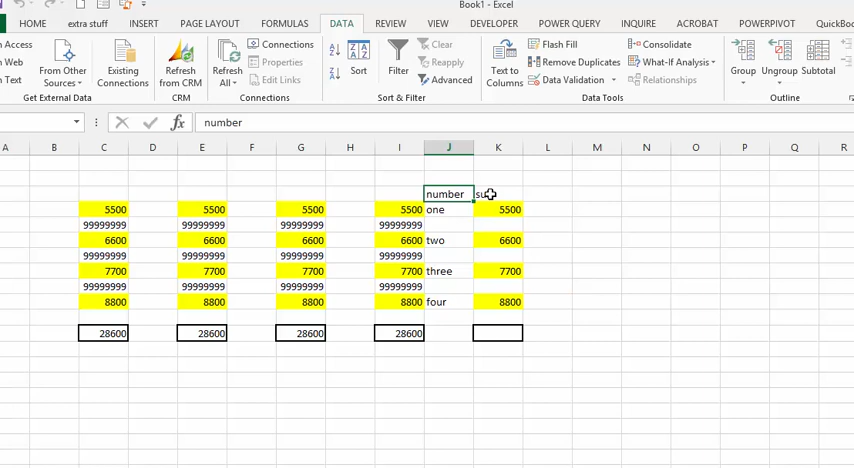 Book1 - Excel
HOME extra stuff INSERT PAGE LAYOUT FORMULAS DATA REVIEW VIEW DEVELOPER POWER QUERY INQUIRE ACROBAT POWERPIVOT QuickBoo
Access
Web
Text
From Other Sources
Existing Connections
Get External Data
Refresh from CRM
CRM
Refresh All
Connections
Properties
Edit Links
Connections
Sort
Filter
Clear
Reapply
Advanced
Sort & Filter
Text to Columns
Flash Fill
Remove Duplicates
Data Validation
Consolidate
What-If Analysis
Relationships
Data Tools
Group
Ungroup
Subtotal
Outline
fx number
A B C D E F G H I J K L M N O P Q R
number su
5500 5500 5500 5500 one 5500
99999999 99999999 99999999 99999999
6600 6600 6600 6600 two 6600
99999999 99999999 99999999 99999999
7700 7700 7700 7700 three 7700
99999999 99999999 99999999 99999999
8800 8800 8800 8800 four 8800
28600 28600 28600 28600